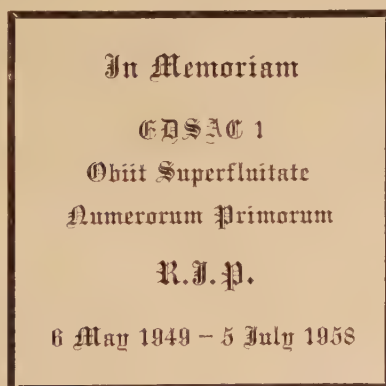 In Memoriam
EDSAC 1
Obiit Superfluitate
Numerorum Primorum
R.I.P.
6 May 1949 – 5 July 1958